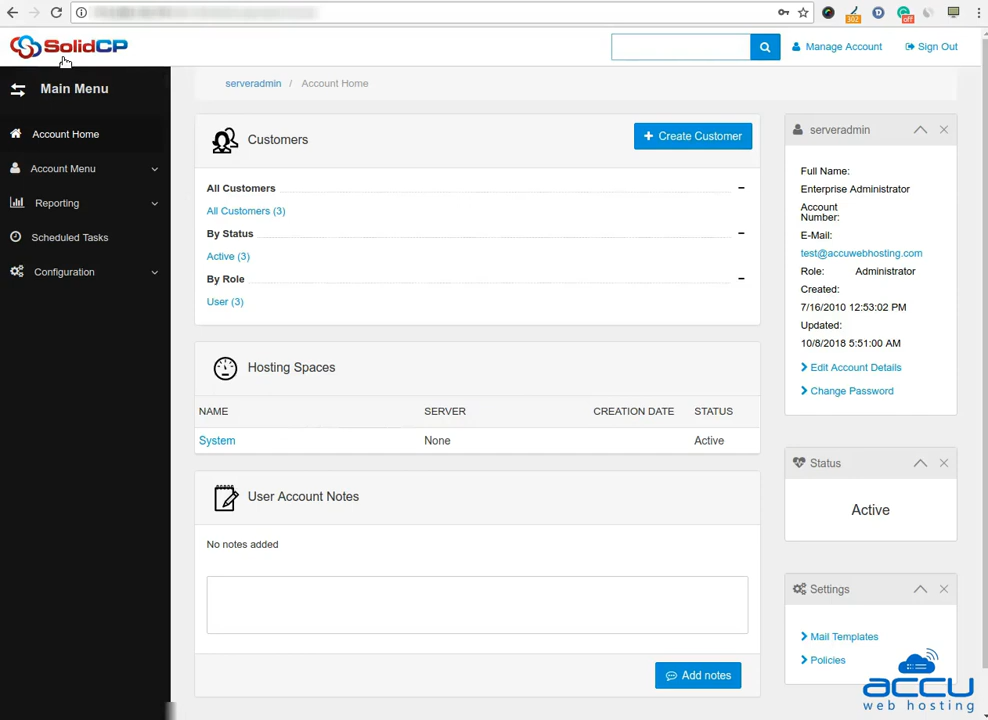 SolidCP
Manage Account
Sign Out
Main Menu
Account Home
Account Menu
Reporting
Scheduled Tasks
Configuration
serveradmin / Account Home
Customers
Create Customer
All Customers
All Customers (3)
By Status
Active (3)
By Role
User (3)
Hosting Spaces
NAME SERVER CREATION DATE STATUS
System None Active
User Account Notes
No notes added
Add notes
serveradmin
Full Name:
Enterprise Administrator
Account
Number:
E-Mail:
test@accuwebhosting.com
Role: Administrator
Created:
7/16/2010 12:53:02 PM
Updated:
10/8/2018 5:51:00 AM
Edit Account Details
Change Password
Status
Active
Settings
Mail Templates
Policies
accu
web hosting
302
off
D